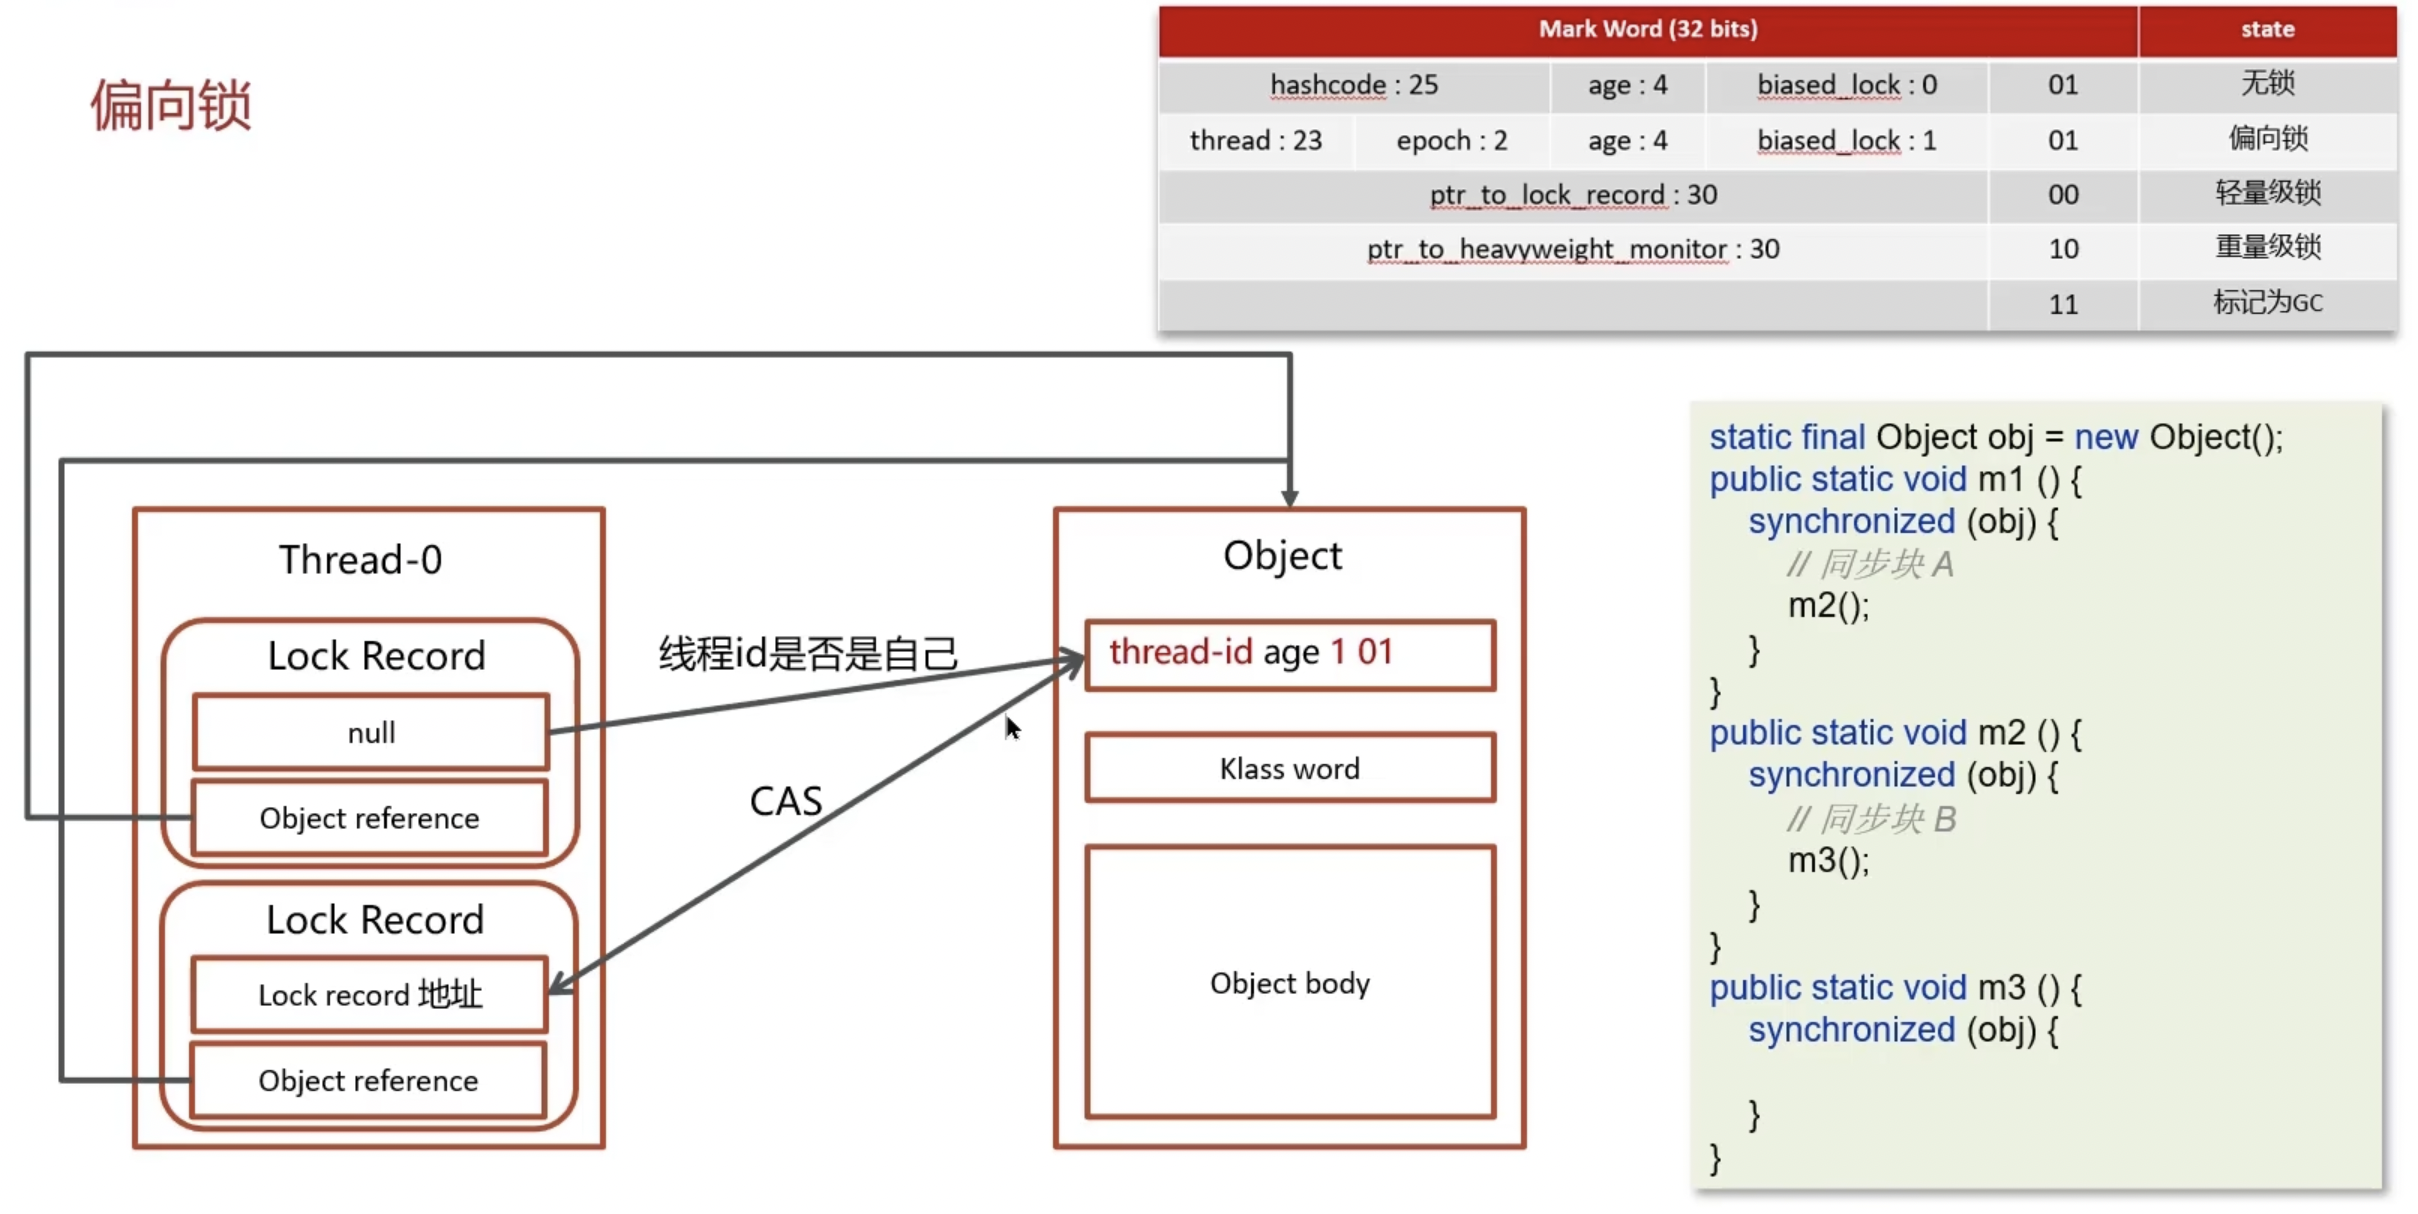 偏向锁
Mark Word (32 bits) state
hashcode : 25 age : 4 biased_lock : 0 01 无锁
thread : 23 epoch : 2 age : 4 biased_lock : 1 01 偏向锁
ptr_to_lock_record : 30 00 轻量级锁
ptr_to_heavyweight_monitor : 30 10 重量级锁
11 标记为GC
Thread-0
Lock Record
null
Object reference
Lock Record
Lock record 地址
Object reference
线程id是否是自己
CAS
Object
thread-id age 1 01
Klass word
Object body
static final Object obj = new Object();
public static void m1 () {
synchronized (obj) {
// 同步块 A
m2();
}
}
public static void m2 () {
synchronized (obj) {
// 同步块 B
m3();
}
}
public static void m3 () {
synchronized (obj) {
}
}